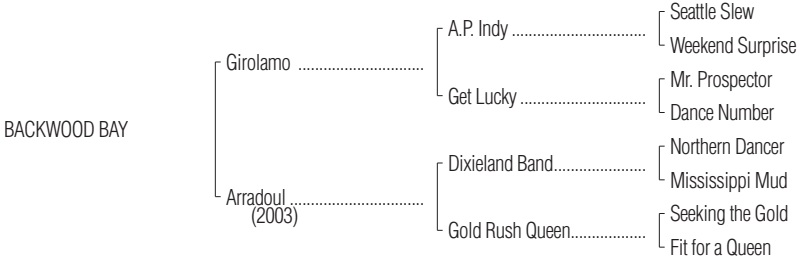 Seattle Slew
A.P. Indy ................................
Weekend Surprise
Girolamo ..............................
Mr. Prospector
Get Lucky ..............................
Dance Number
BACKWOOD BAY
Northern Dancer
Dixieland Band......................
Mississippi Mud
Arradoul ................................
(2003)
Seeking the Gold
Gold Rush Queen..................
Fit for a Queen